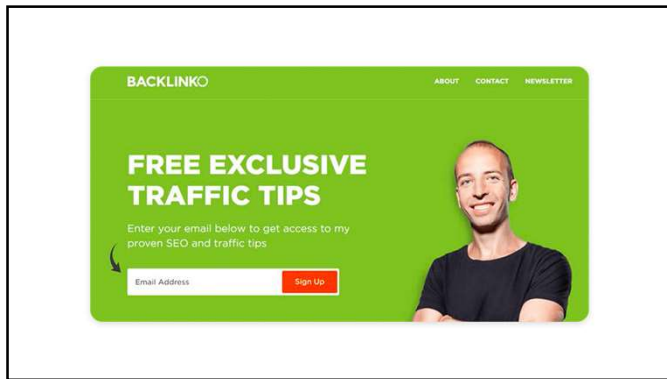 BACKLINKO
ABOUT CONTACT NEWSLETTER
FREE EXCLUSIVE
TRAFFIC TIPS
Enter your email below to get access to my
proven SEO and traffic tips
Email Address
Sign Up